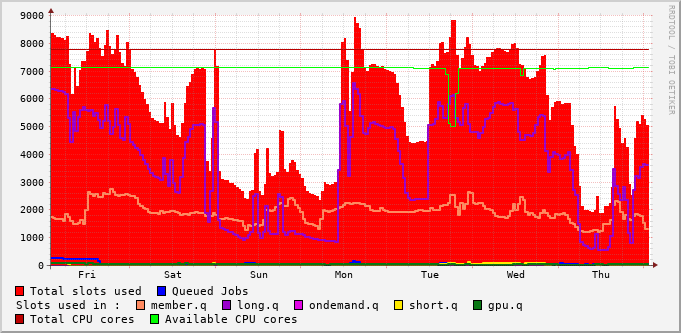 9000
8000
7000
6000
5000
4000
3000
2000
1000
0
Fri Sat Sun Mon Tue Wed Thu
RRDTOOL / TOBI OETIKER
Total slots used Queued Jobs
Slots used in : member.q long.q ondemand.q short.q gpu.q
Total CPU cores Available CPU cores